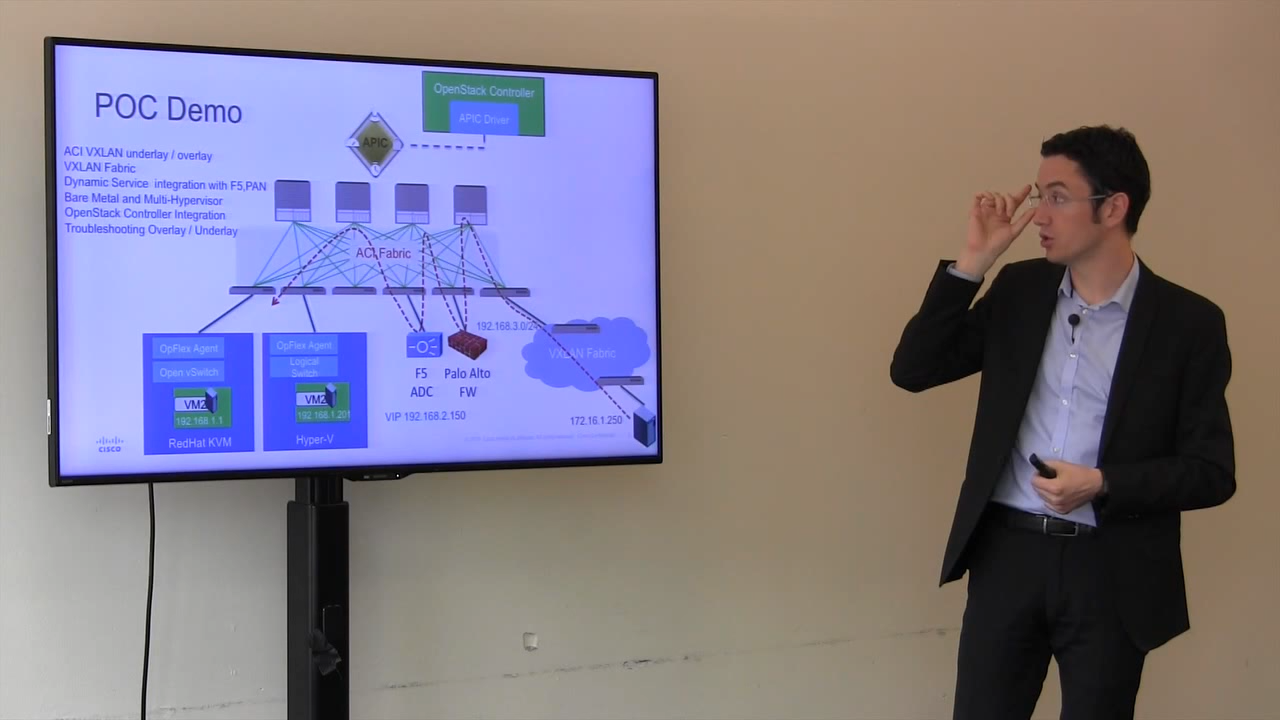 POC Demo
ACI VXLAN underlay / overlay
VXLAN Fabric
Dynamic Service integration with F5,PAN
Bare Metal and Multi-Hypervisor
OpenStack Controller Integration
Troubleshooting Overlay / Underlay
OpenStack Controller
APIC Driver
APIC
ACI Fabric
192.168.3.0/24
VXLAN Fabric
OpFlex Agent
Open vSwitch
VM2
192.168.1.1
RedHat KVM
OpFlex Agent
Logical
Switch
VM2
192.168.1.201
Hyper-V
F5
ADC
Palo Alto
FW
VIP 192.168.2.150
172.16.1.250
CISCO